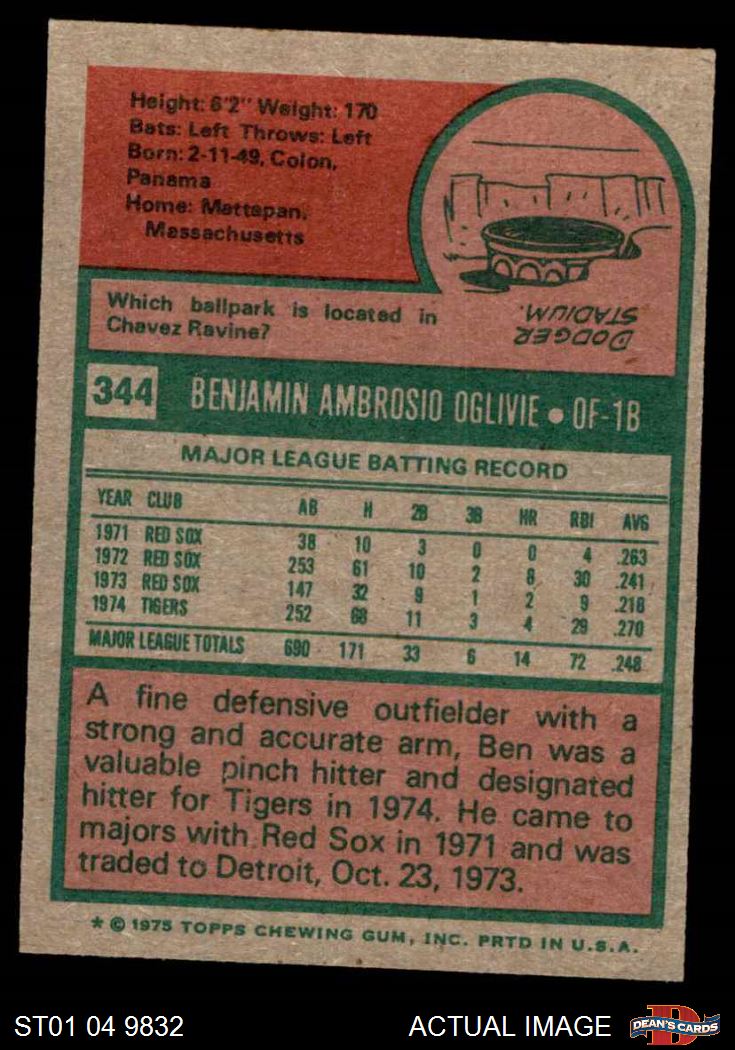 Height: 6'2" Weight: 170
Bats: Left Throws: Left
Born: 2-11-49, Colon,
Panama
Home: Mattapan,
Massachusetts
Which ballpark is located in
Chavez Ravine?
DODGER
STADIUM.
344 BENJAMIN AMBROSIO OGLIVIE • OF-1B
MAJOR LEAGUE BATTING RECORD
YEAR CLUB AB H 2B 3B HR RBI AVG
1971 RED SOX 38 10 3 0 0 4 .263
1972 RED SOX 253 61 10 2 8 30 .241
1973 RED SOX 147 32 9 1 2 9 .218
1974 TIGERS 252 68 11 3 4 29 .270
MAJOR LEAGUE TOTALS 690 171 33 6 14 72 .248
A fine defensive outfielder with a
strong and accurate arm, Ben was a
valuable pinch hitter and designated
hitter for Tigers in 1974. He came to
majors with Red Sox in 1971 and was
traded to Detroit, Oct. 23, 1973.
* © 1975 TOPPS CHEWING GUM, INC. PRTD IN U.S.A.
ST01 04 9832 ACTUAL IMAGE D DEAN'S CARDS